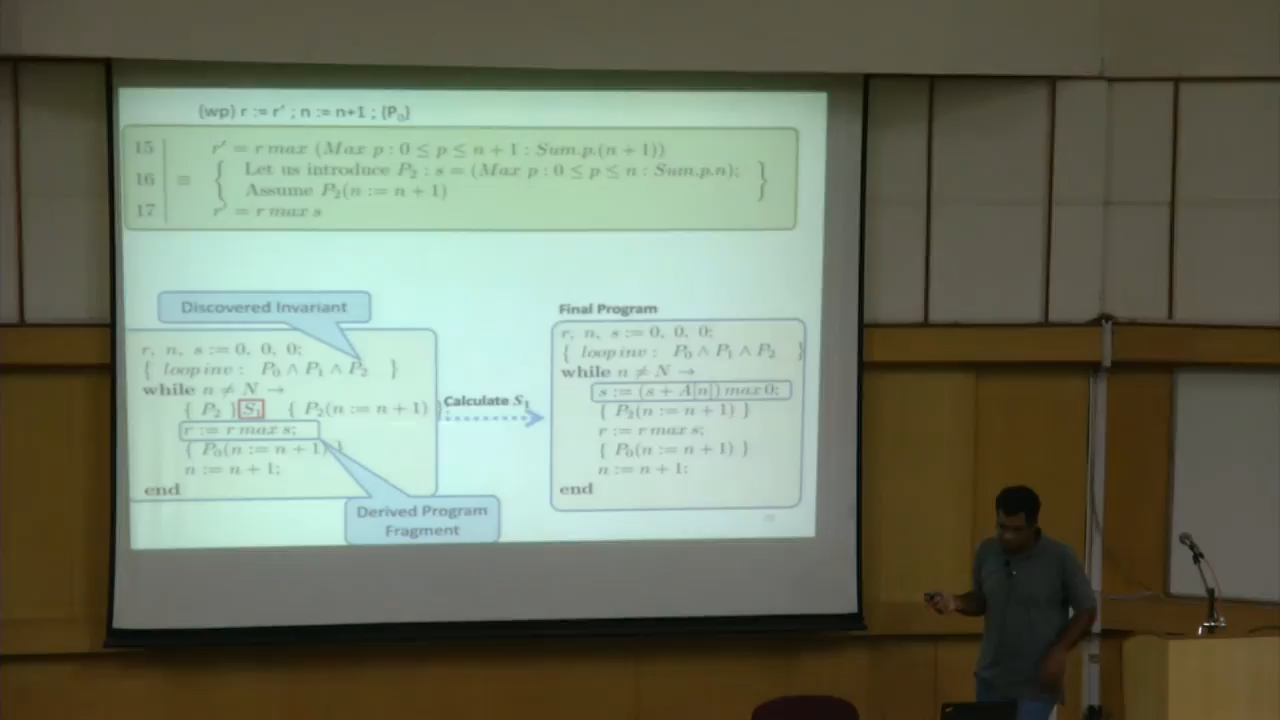 {wp} r := r' ; n := n+1 ; {P₀}
15 r' = r max (Max p : 0 ≤ p ≤ n + 1 : Sum.p.(n + 1))
16 ≡ { Let us introduce P₂ : s = (Max p : 0 ≤ p ≤ n : Sum.p.n);
Assume P₂(n := n + 1) }
17 r' = r max s
Discovered Invariant
r, n, s := 0, 0, 0;
{ loop inv : P₀ ∧ P₁ ∧ P₂ }
while n ≠ N →
{ P₂ } S₁ { P₂(n := n + 1) }
r := r max s;
{ P₀(n := n + 1) }
n := n + 1;
end
Derived Program
Fragment
Calculate S₁
Final Program
r, n, s := 0, 0, 0;
{ loop inv : P₀ ∧ P₁ ∧ P₂ }
while n ≠ N →
s := (s + A[n]) max 0;
{ P₂(n := n + 1) }
r := r max s;
{ P₀(n := n + 1) }
n := n + 1;
end